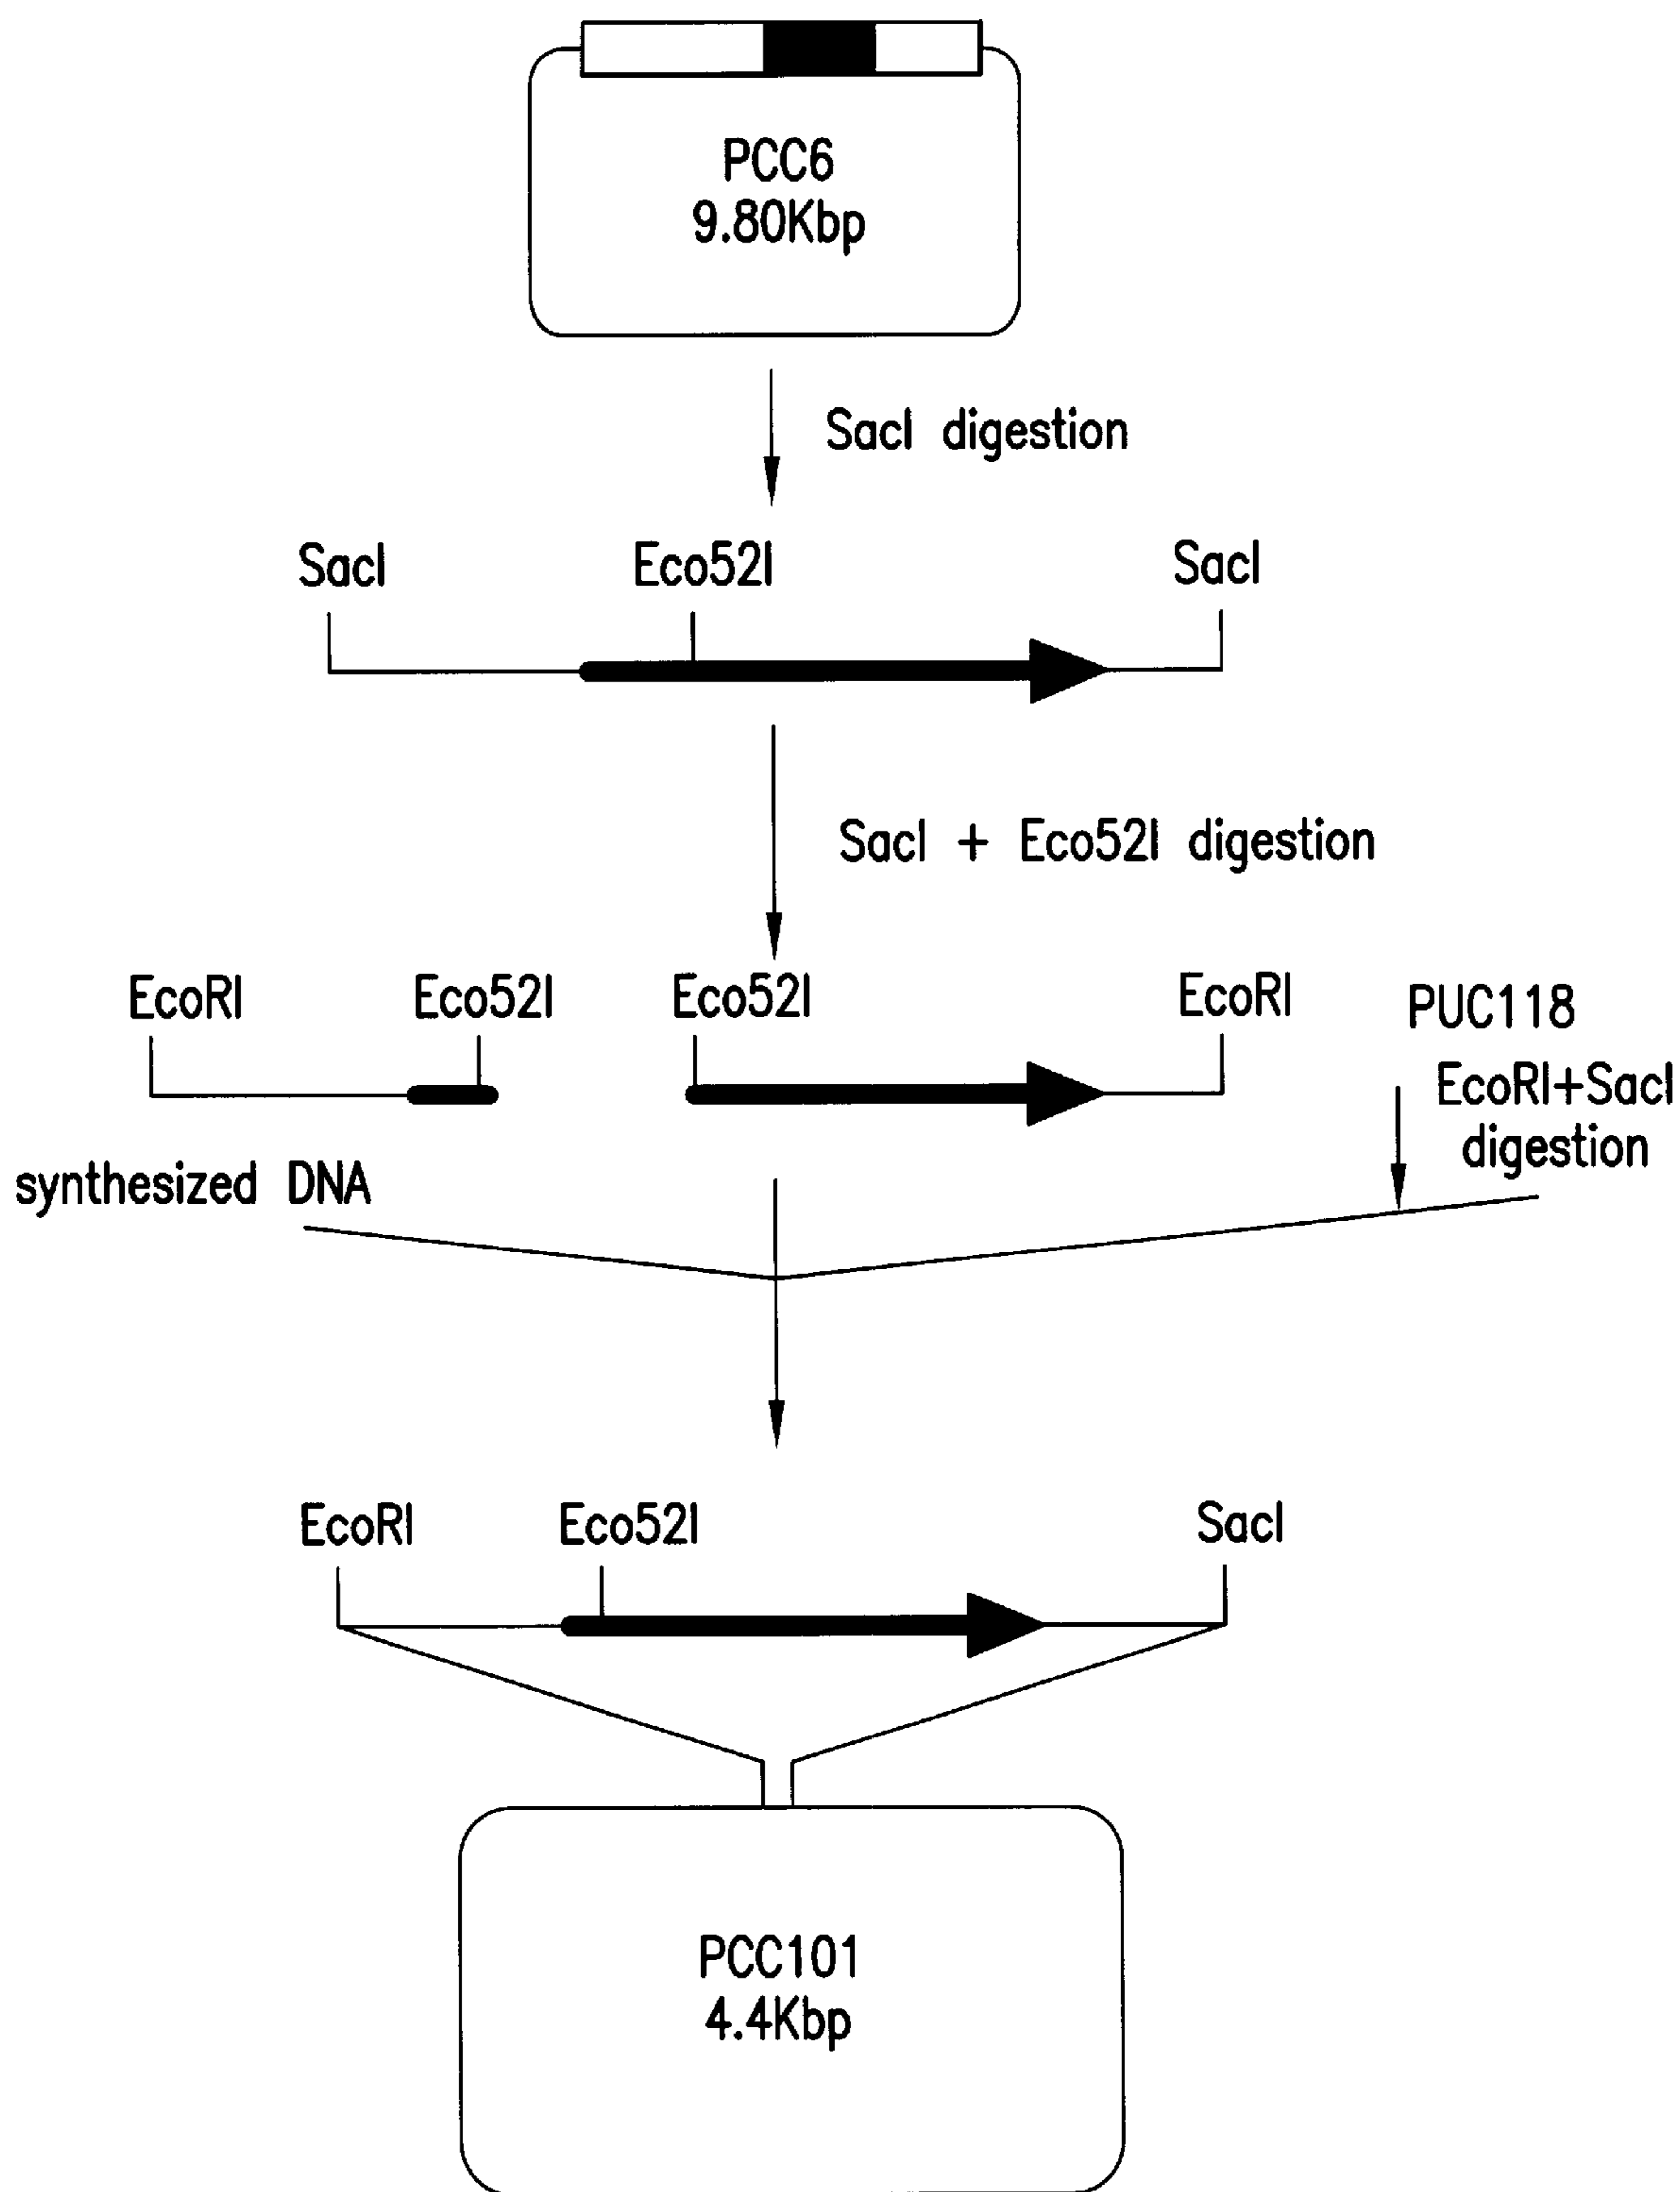 PCC6
9.80Kbp
SacI digestion
SacI Eco52I SacI
SacI + Eco52I digestion
EcoRI Eco52I Eco52I EcoRI PUC118
EcoRI+SacI
digestion
synthesized DNA
EcoRI Eco52I SacI
PCC101
4.4Kbp